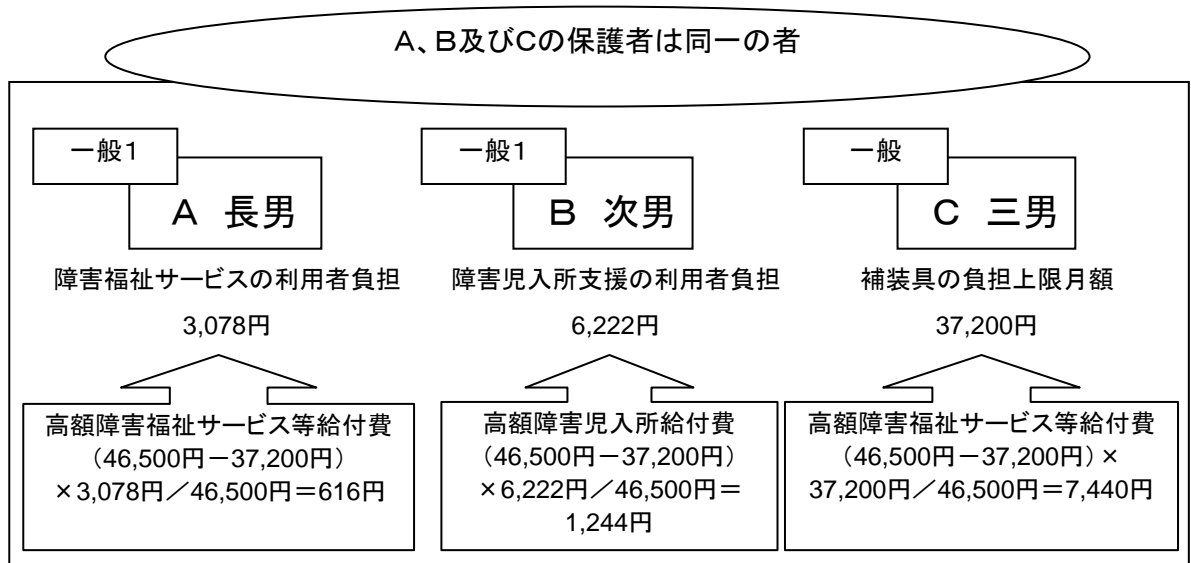 A、B及びCの保護者は同一の者
一般1
A 長男
障害福祉サービスの利用者負担
3,078円
高額障害福祉サービス等給付費
(46,500円-37,200円)
×3,078円/46,500円=616円
一般1
B 次男
障害児入所支援の利用者負担
6,222円
高額障害児入所給付費
(46,500円-37,200円)
×6,222円/46,500円=
1,244円
一般
C 三男
補装具の負担上限月額
37,200円
高額障害福祉サービス等給付費
(46,500円-37,200円)×
37,200円/46,500円=7,440円